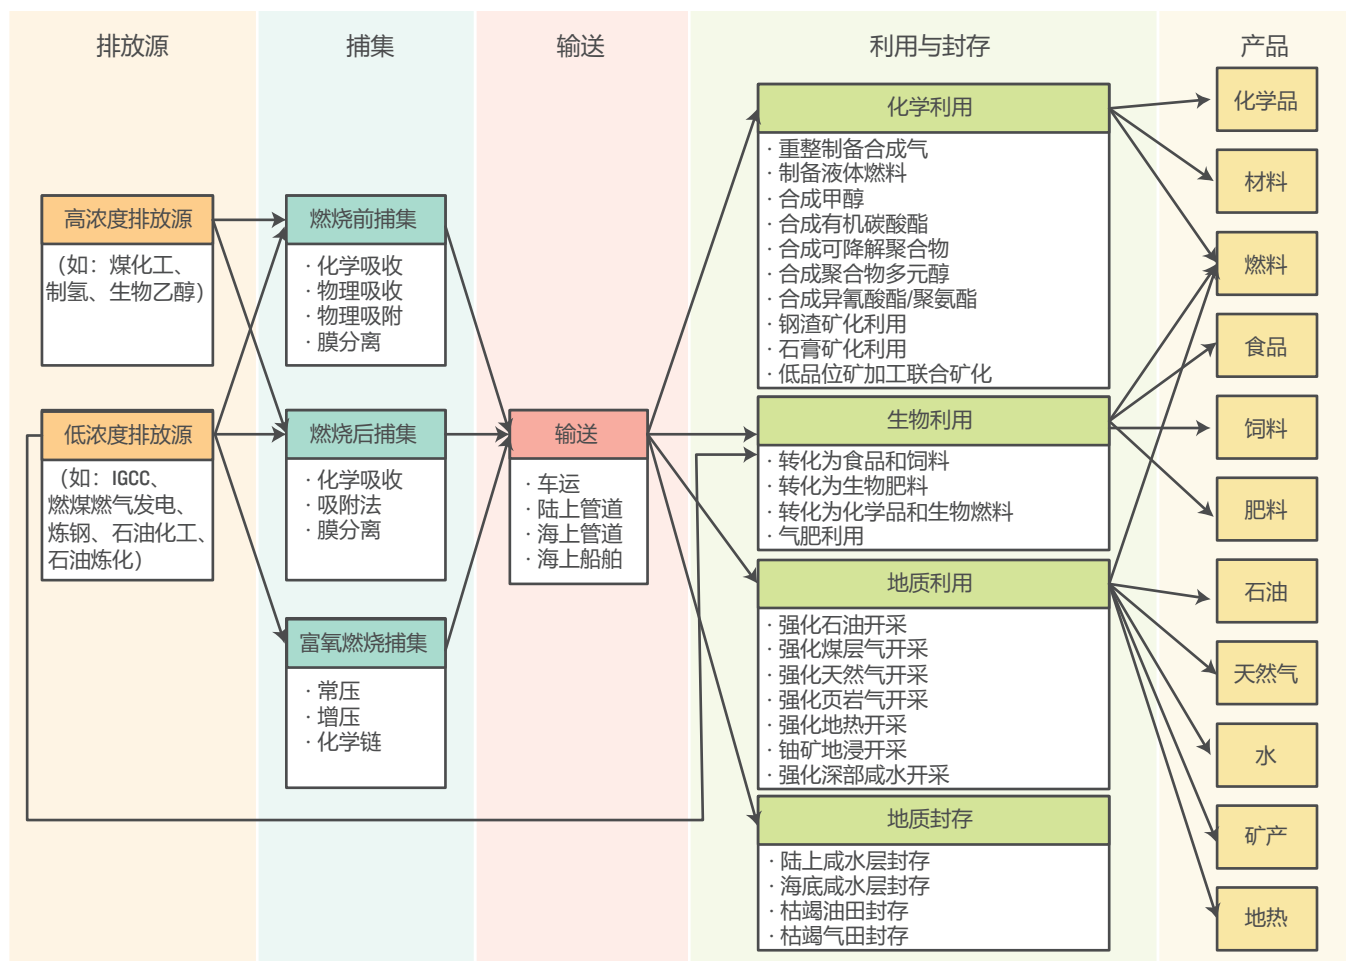 排放源
捕集
输送
利用与封存
产品
高浓度排放源
（如：煤化工、
制氢、生物乙醇）
低浓度排放源
（如：IGCC、
燃煤燃气发电、
炼钢、石油化工、
石油炼化）
燃烧前捕集
· 化学吸收
· 物理吸收
· 物理吸附
· 膜分离
燃烧后捕集
· 化学吸收
· 吸附法
· 膜分离
富氧燃烧捕集
· 常压
· 增压
· 化学链
输送
· 车运
· 陆上管道
· 海上管道
· 海上船舶
化学利用
· 重整制备合成气
· 制备液体燃料
· 合成甲醇
· 合成有机碳酸酯
· 合成可降解聚合物
· 合成聚合物多元醇
· 合成异氰酸酯/聚氨酯
· 钢渣矿化利用
· 石膏矿化利用
· 低品位矿加工联合矿化
生物利用
· 转化为食品和饲料
· 转化为生物肥料
· 转化为化学品和生物燃料
· 气肥利用
地质利用
· 强化石油开采
· 强化煤层气开采
· 强化天然气开采
· 强化页岩气开采
· 强化地热开采
· 铀矿地浸开采
· 强化深部咸水开采
地质封存
· 陆上咸水层封存
· 海底咸水层封存
· 枯竭油田封存
· 枯竭气田封存
化学品
材料
燃料
食品
饲料
肥料
石油
天然气
水
矿产
地热